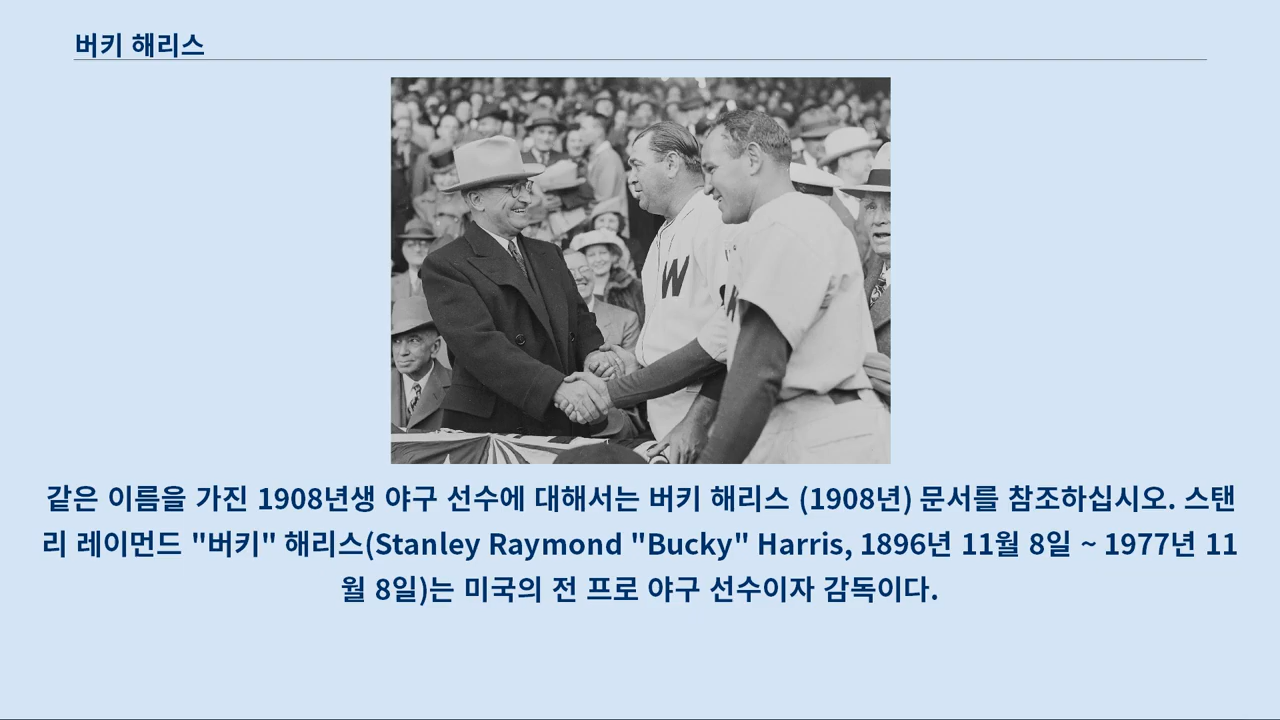 버키 해리스
W
같은 이름을 가진 1908년생 야구 선수에 대해서는 버키 해리스 (1908년) 문서를 참조하십시오. 스탠
리 레이먼드 "버키" 해리스(Stanley Raymond "Bucky" Harris, 1896년 11월 8일 ~ 1977년 11
월 8일)는 미국의 전 프로 야구 선수이자 감독이다.